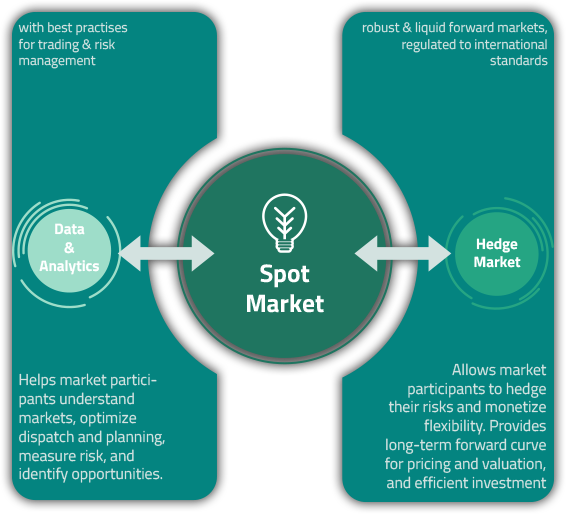 with best practises
for trading & risk
management
robust & liquid forward markets,
regulated to international
standards
Data
&
Analytics
Spot
Market
Hedge
Market
Helps market partici-
pants understand
markets, optimize
dispatch and planning,
measure risk, and
identify opportunities.
Allows market
participants to hedge
their risks and monetize
flexibility. Provides
long-term forward curve
for pricing and valuation,
and efficient investment